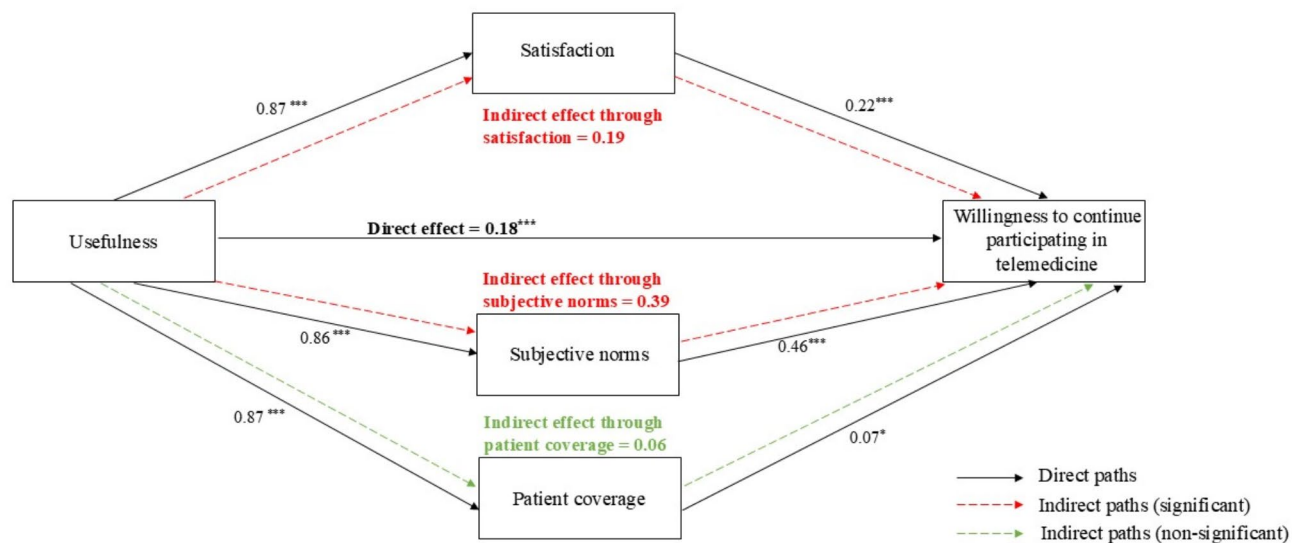 Satisfaction
0.87 ***
0.22***
Indirect effect through
satisfaction = 0.19
Usefulness
Direct effect = 0.18***
Willingness to continue
participating in
telemedicine
Indirect effect through
subjective norms = 0.39
0.86 ***
Subjective norms
0.46***
0.87 ***
Indirect effect through
patient coverage = 0.06
0.07*
Patient coverage
Direct paths
Indirect paths (significant)
Indirect paths (non-significant)